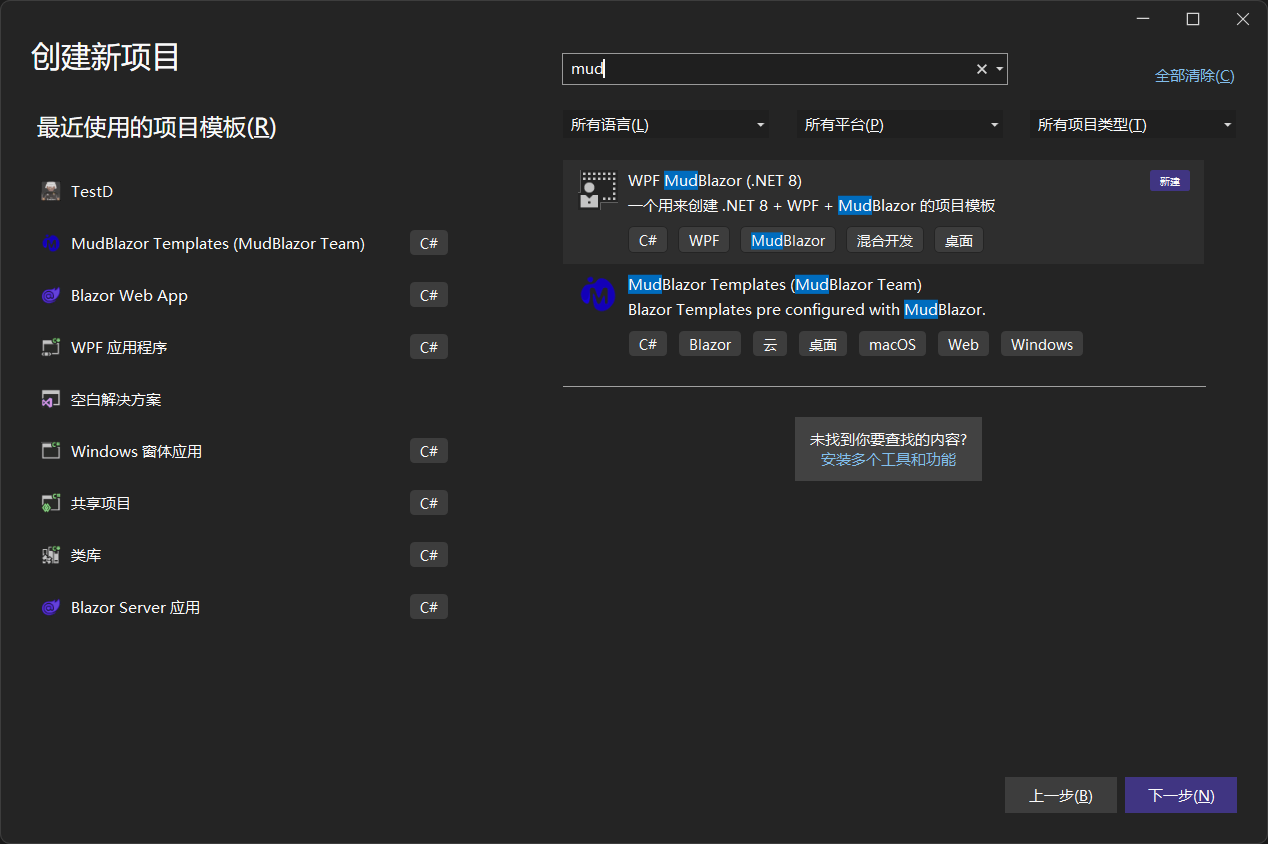 创建新项目
最近使用的项目模板(R)
TestD
MudBlazor Templates (MudBlazor Team) C#
Blazor Web App C#
WPF 应用程序 C#
空白解决方案
Windows 窗体应用 C#
共享项目 C#
类库 C#
Blazor Server 应用 C#
mud
全部清除(C)
所有语言(L) 所有平台(P) 所有项目类型(T)
WPF MudBlazor (.NET 8) 新建
一个用来创建 .NET 8 + WPF + MudBlazor 的项目模板
C# WPF MudBlazor 混合开发 桌面
MudBlazor Templates (MudBlazor Team)
Blazor Templates pre configured with MudBlazor.
C# Blazor 云 桌面 macOS Web Windows
未找到你要查找的内容?
安装多个工具和功能
上一步(B) 下一步(N)